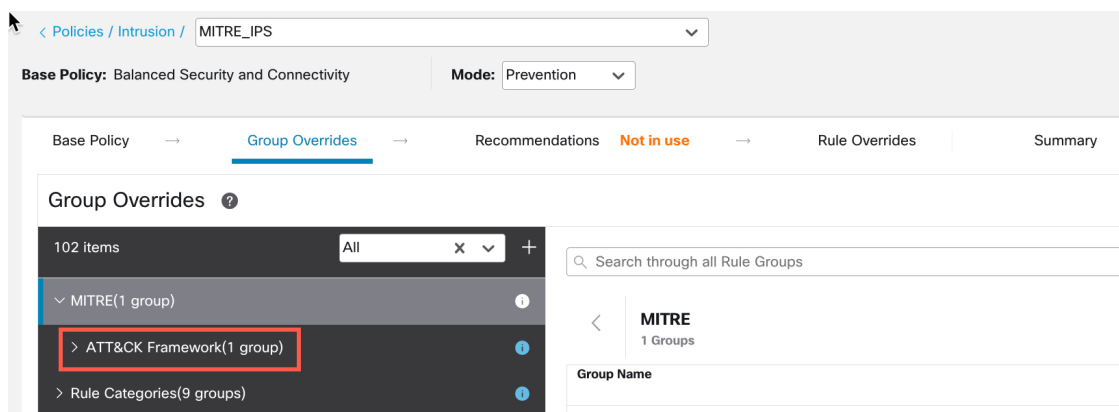 < Policies / Intrusion / MITRE_IPS
Base Policy: Balanced Security and Connectivity Mode: Prevention
Base Policy → Group Overrides → Recommendations Not in use → Rule Overrides Summary
Group Overrides ?
102 items All X +
Search through all Rule Groups
MITRE(1 group) i
MITRE
1 Groups
> ATT&CK Framework(1 group) i
Group Name
> Rule Categories(9 groups) i